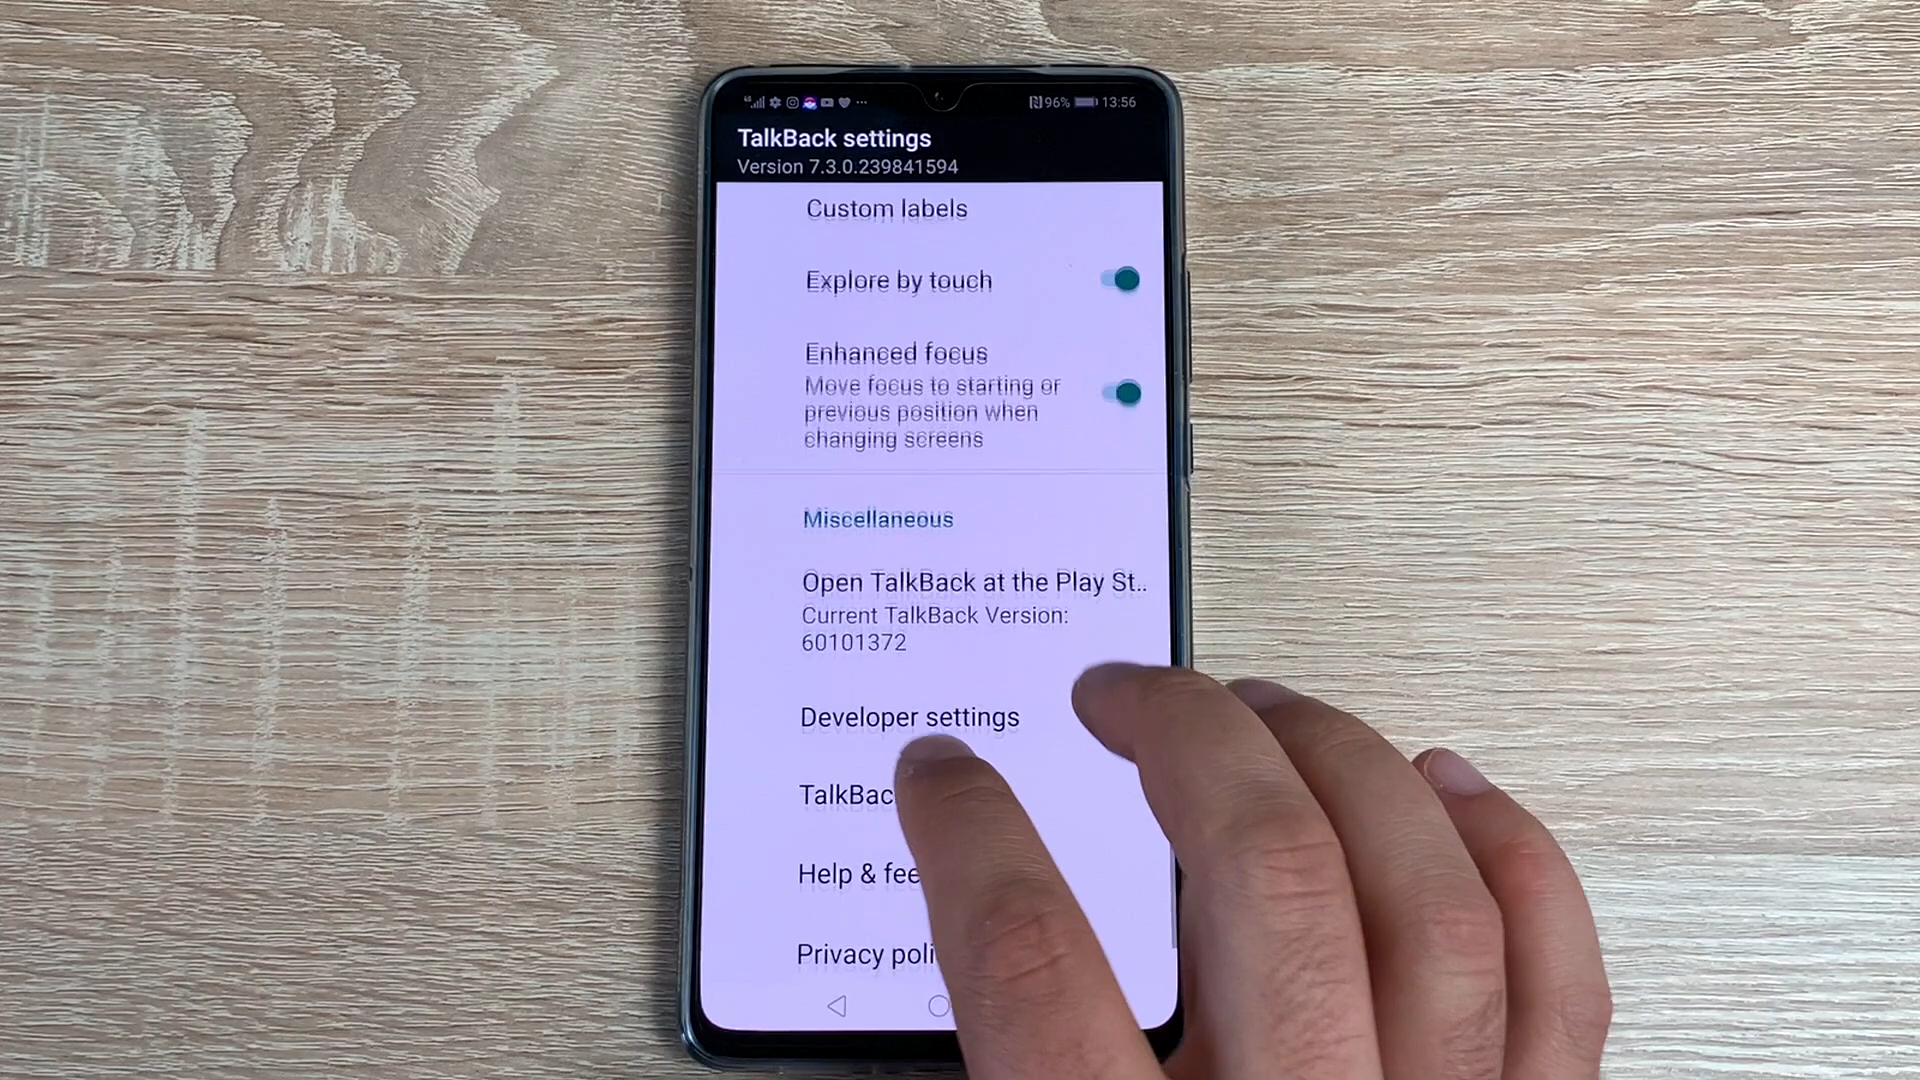 96% 13:56
TalkBack settings
Version 7.3.0.239841594
Custom labels
Explore by touch
Enhanced focus
Move focus to starting or
previous position when
changing screens
Miscellaneous
Open TalkBack at the Play St..
Current TalkBack Version:
60101372
Developer settings
TalkBac
Help & fee
Privacy poli